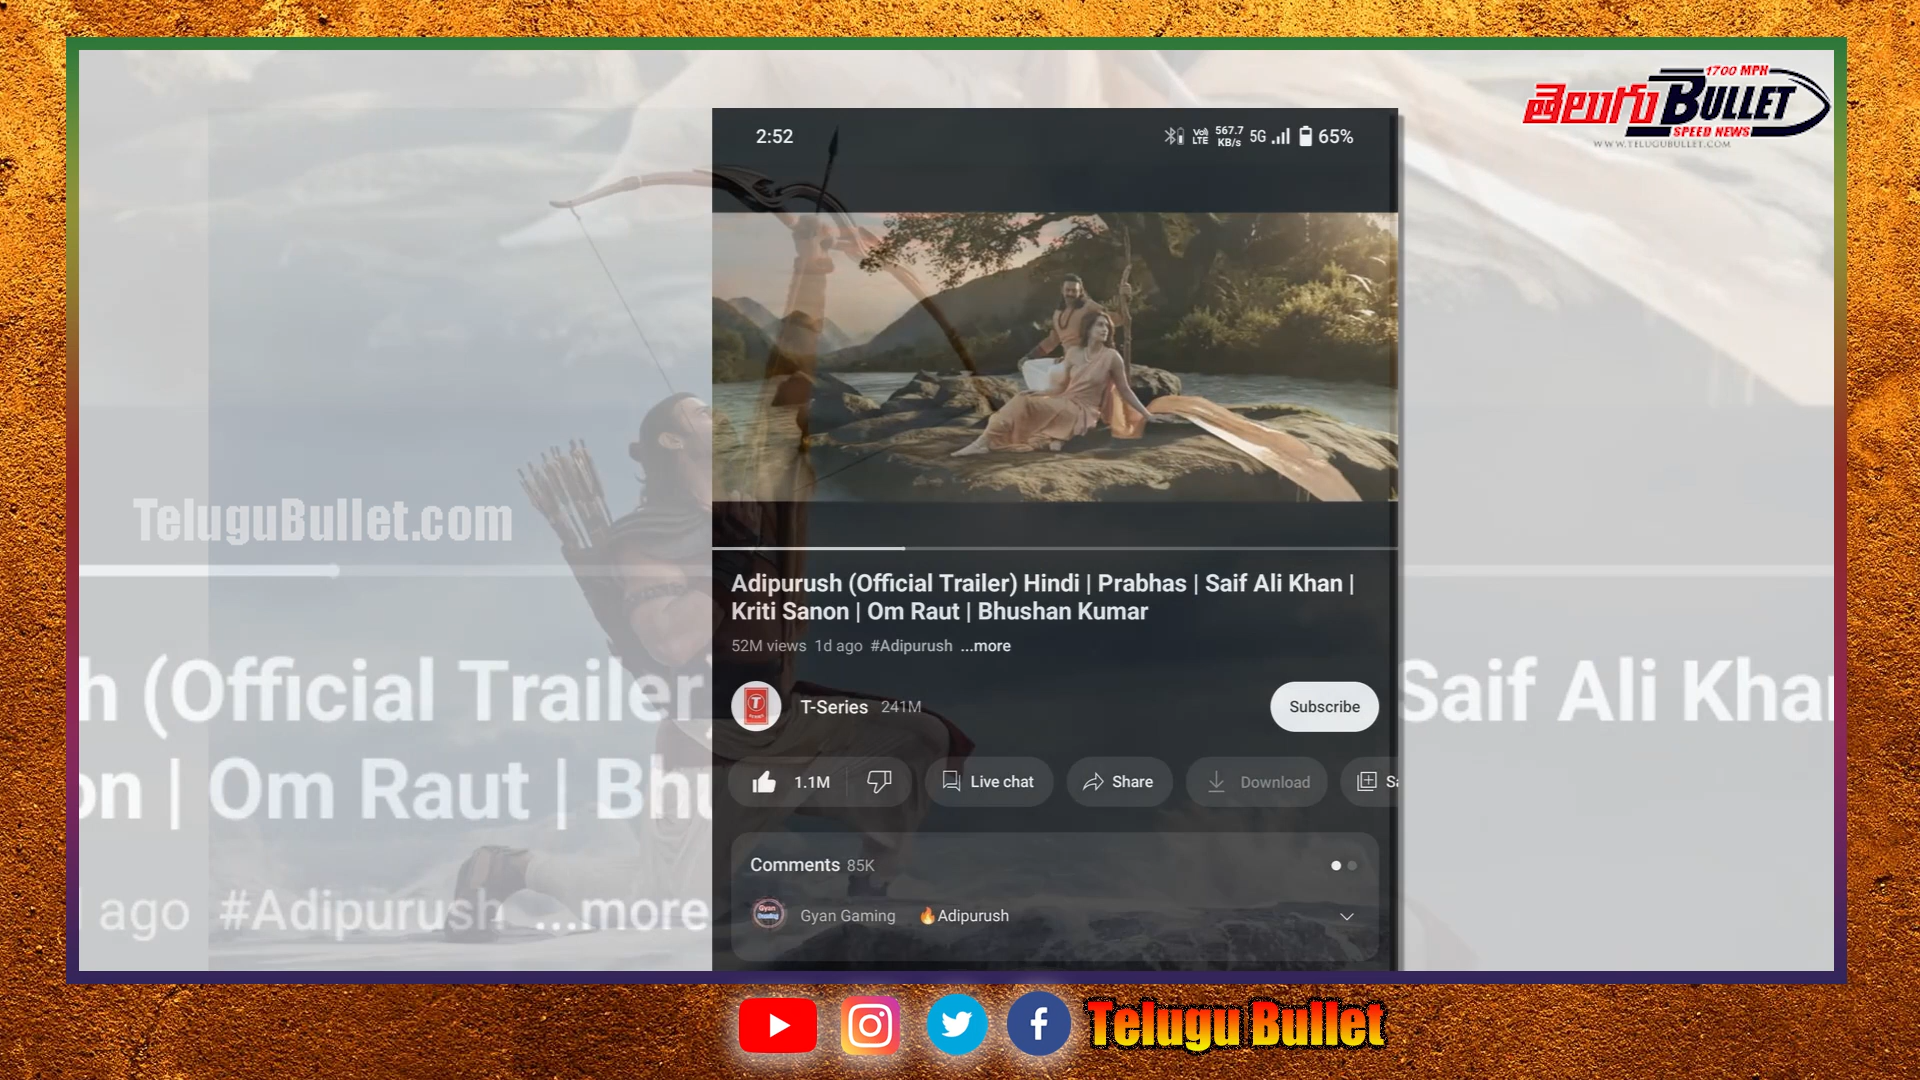 1700 MPH
తెలుగు BULLET
SPEED NEWS
WWW.TELUGUBULLET.COM
2:52
Vo)) LTE 567.7 KB/s 5G 65%
TeluguBullet.com
Adipurush (Official Trailer) Hindi | Prabhas | Saif Ali Khan |
Kriti Sanon | Om Raut | Bhushan Kumar
52M views 1d ago #Adipurush ...more
h (Official Trailer)
Saif Ali Khan
on | Om Raut | Bhu
ago #Adipurush ...more
T-Series 241M
Subscribe
1.1M Live chat Share Download Sa
Comments 85K
Gyan Gaming 🔥Adipurush
Telugu Bullet